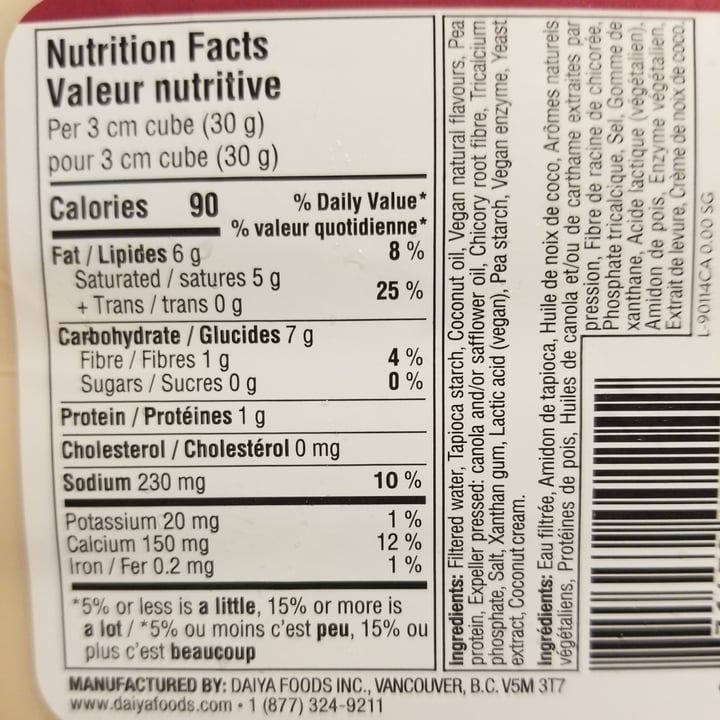 Nutrition Facts
Valeur nutritive
Per 3 cm cube (30 g)
pour 3 cm cube (30 g)
Calories 90 % Daily Value*
% valeur quotidienne*
Fat / Lipides 6 g 8 %
Saturated / saturés 5 g
+ Trans / trans 0 g 25 %
Carbohydrate / Glucides 7 g
Fibre / Fibres 1 g 4 %
Sugars / Sucres 0 g 0 %
Protein / Protéines 1 g
Cholesterol / Cholestérol 0 mg
Sodium 230 mg 10 %
Potassium 20 mg 1 %
Calcium 150 mg 12 %
Iron / Fer 0.2 mg 1 %
*5% or less is a little, 15% or more is
a lot / *5% ou moins c'est peu, 15% ou
plus c'est beaucoup
MANUFACTURED BY: DAIYA FOODS INC., VANCOUVER, B.C. V5M 3T7
www.daiyafoods.com • 1 (877) 324-9211
Ingredients: Filtered water, Tapioca starch, Coconut oil, Vegan natural flavours, Pea
protein, Expeller pressed: canola and/or safflower oil, Chicory root fibre, Tricalcium
phosphate, Salt, Xanthan gum, Lactic acid (vegan), Pea starch, Vegan enzyme, Yeast
extract, Coconut cream.
Ingrédients: Eau filtrée, Amidon de tapioca, Huile de noix de coco, Arômes naturels
végétaliens, Protéines de pois, Huiles de canola et/ou de carthame extraites par
pression, Fibre de racine de chicorée,
Phosphate tricalcique, Sel, Gomme de
xanthane, Acide lactique (végétalien),
Amidon de pois, Enzyme végétalien,
Extrait de levure, Crème de noix de coco.
L-90114CA 0.00 SG